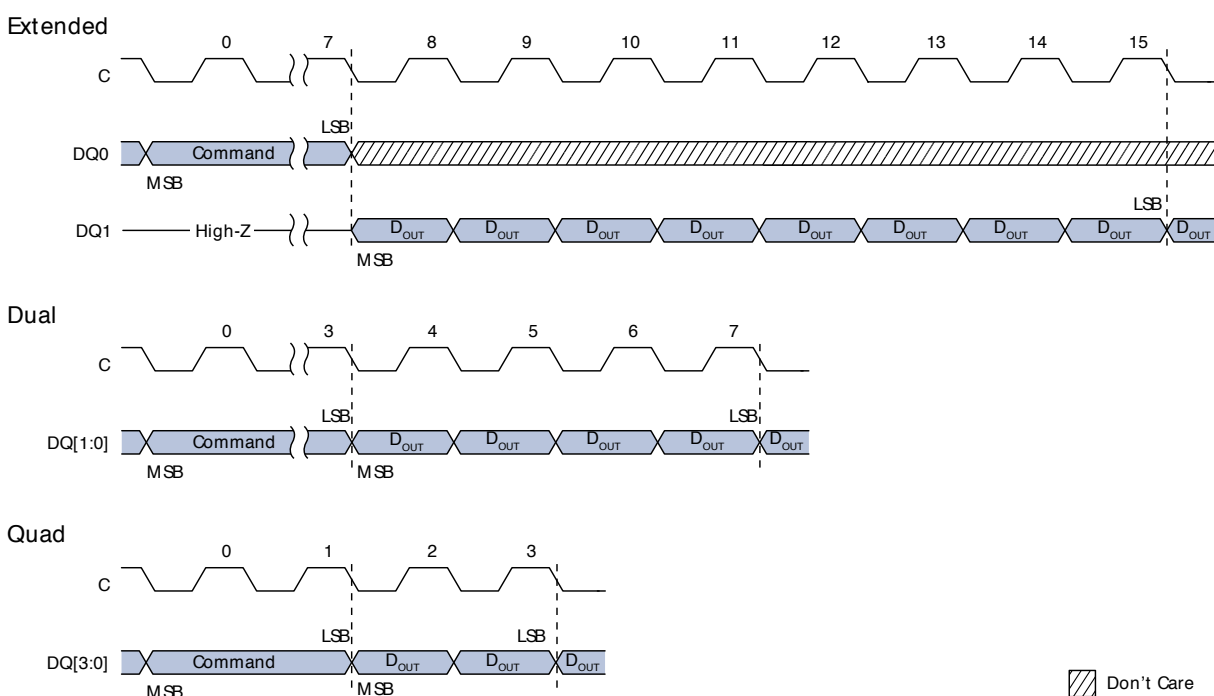 Extended
0 7 8 9 10 11 12 13 14 15
C
LSB
DQ0 Command
MSB
LSB
DQ1 High-Z DOUT DOUT DOUT DOUT DOUT DOUT DOUT DOUT DOUT
MSB
Dual
0 3 4 5 6 7
C
LSB LSB
DQ[1:0] Command DOUT DOUT DOUT DOUT DOUT
MSB MSB
Quad
0 1 2 3
C
LSB LSB
DQ[3:0] Command DOUT DOUT DOUT
MSB MSB
Don't Care